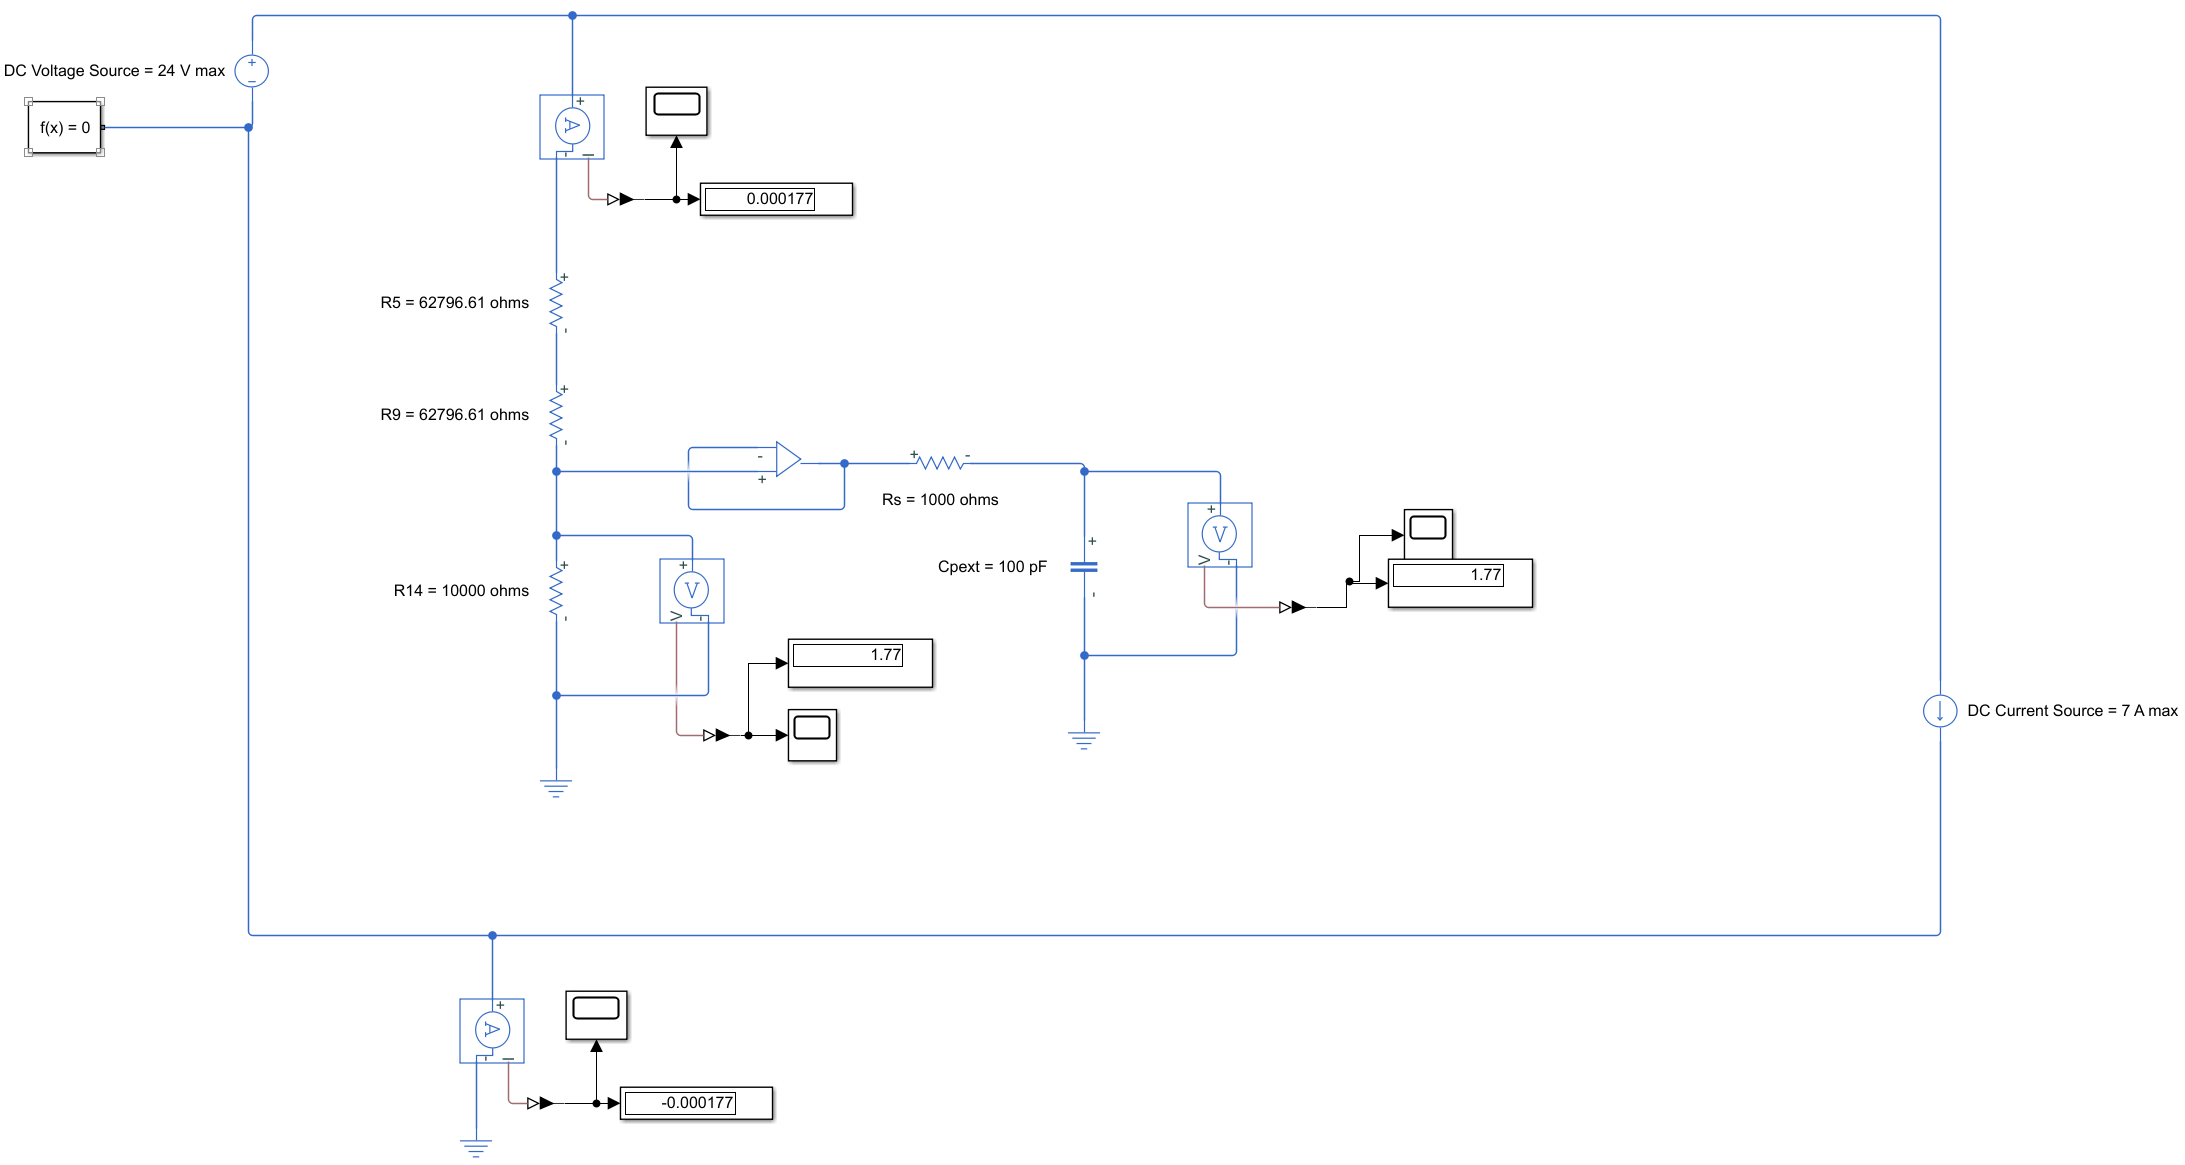 DC Voltage Source = 24 V max
f(x) = 0
A
0.000177
R5 = 62796.61 ohms
R9 = 62796.61 ohms
Rs = 1000 ohms
V
Cpext = 100 pF
1.77
R14 = 10000 ohms
V
1.77
DC Current Source = 7 A max
A
-0.000177